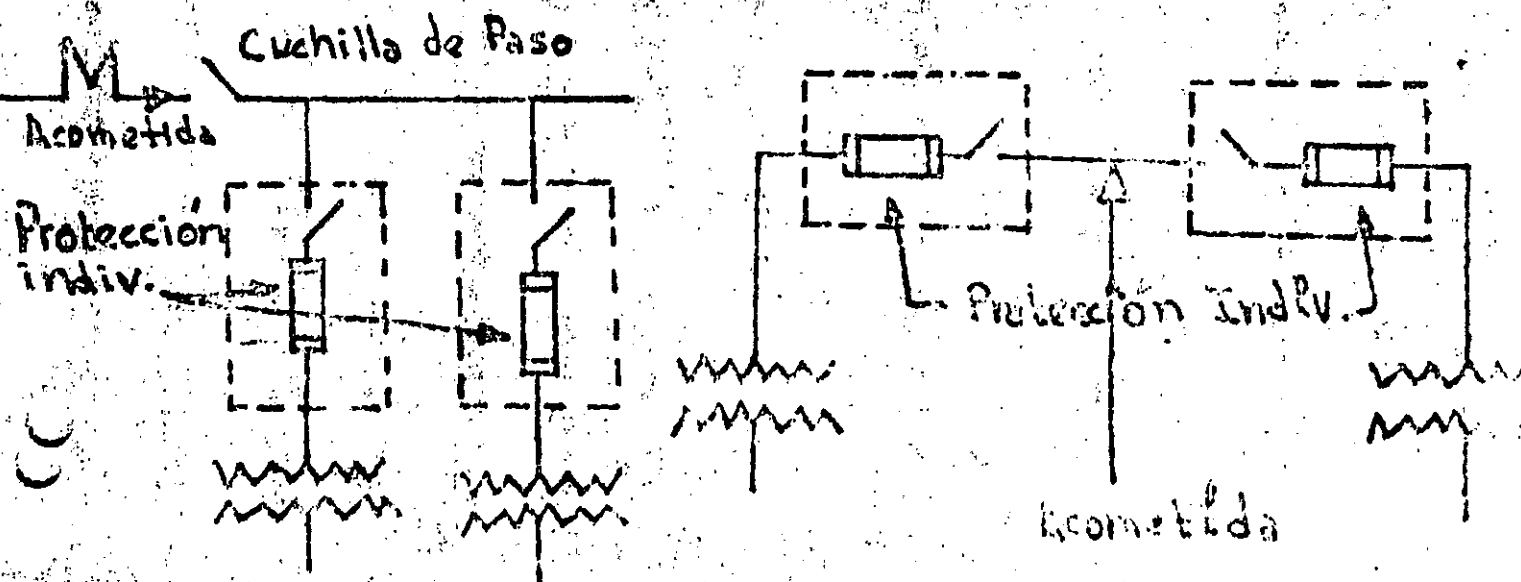 Cuchilla de Paso
Acometida
Protección
indiv.
Protección Indiv.
Acometida